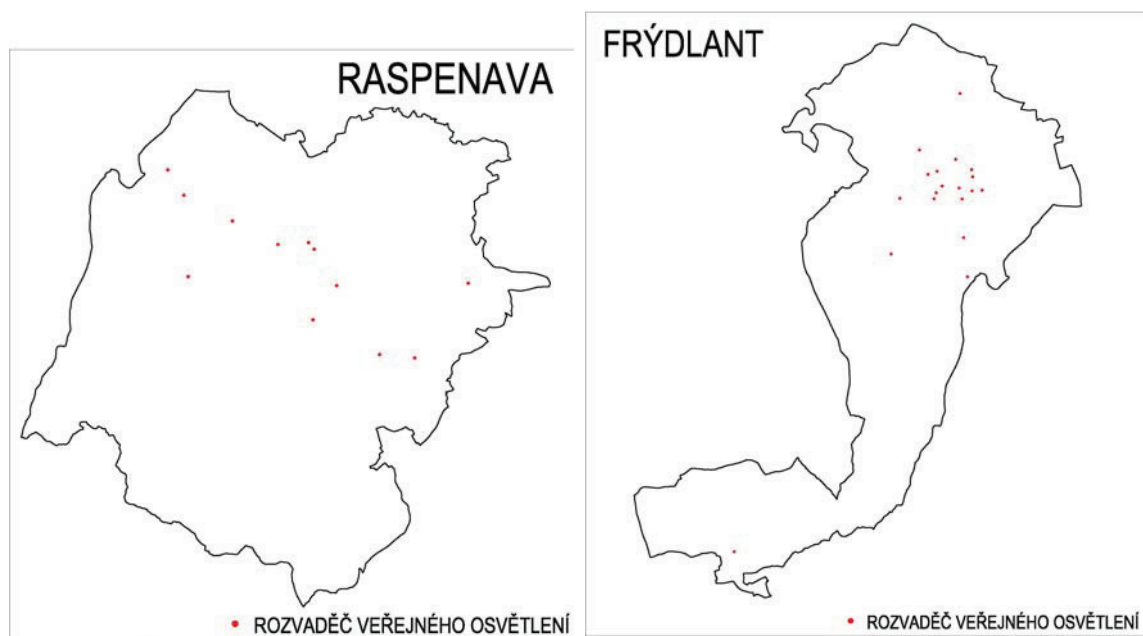 RASPENAVA
ROZVADĚČ VEŘEJNÉHO OSVĚTLENÍ
FRÝDLANT
ROZVADĚČ VEŘEJNÉHO OSVĚTLENÍ